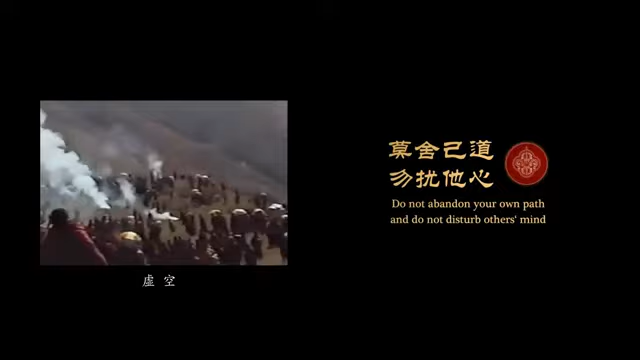 莫舍己道
勿扰他心
Do not abandon your own path
and do not disturb others' mind
虚 空